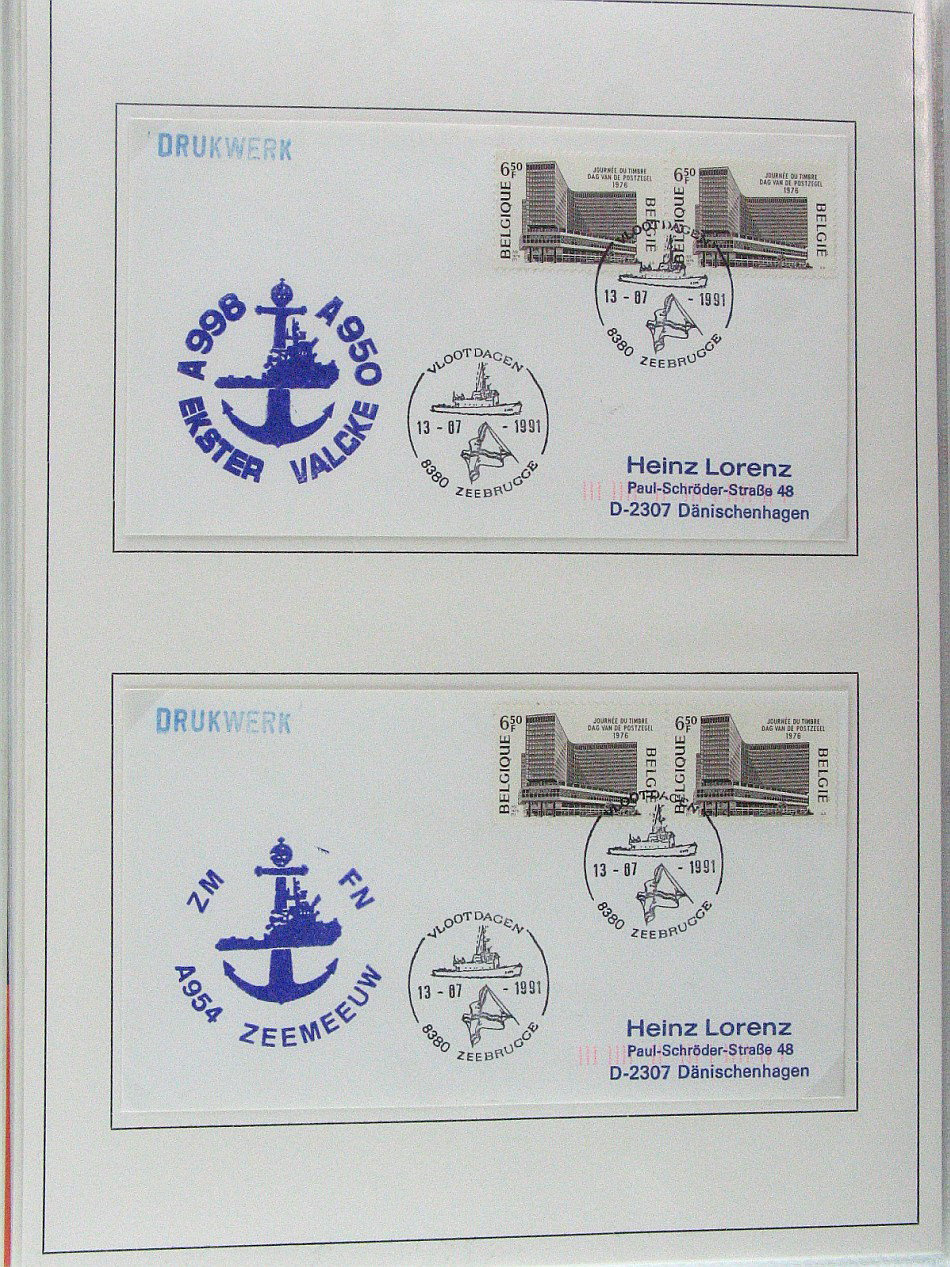 DRUKWERK
6 50 F
BELGIQUE
JOURNÉE DU TIMBRE
DAG VAN DE POSTZEGEL
1976
BELGIË
6 50 F
BELGIQUE
JOURNÉE DU TIMBRE
DAG VAN DE POSTZEGEL
1976
BELGIË
VLOOTDAGEN
13 - 07 - 1991
8380 ZEEBRUGGE
A998 A950
EKSTER VALCKE
VLOOTDAGEN
13 - 07 - 1991
8380 ZEEBRUGGE
Heinz Lorenz
Paul-Schröder-Straße 48
D-2307 Dänischenhagen
DRUKWERK
6 50 F
BELGIQUE
JOURNÉE DU TIMBRE
DAG VAN DE POSTZEGEL
1976
BELGIË
6 50 F
BELGIQUE
JOURNÉE DU TIMBRE
DAG VAN DE POSTZEGEL
1976
BELGIË
VLOOTDAGEN
13 - 07 - 1991
8380 ZEEBRUGGE
ZM FN
A954 ZEEMEEUW
VLOOTDAGEN
13 - 07 - 1991
8380 ZEEBRUGGE
Heinz Lorenz
Paul-Schröder-Straße 48
D-2307 Dänischenhagen